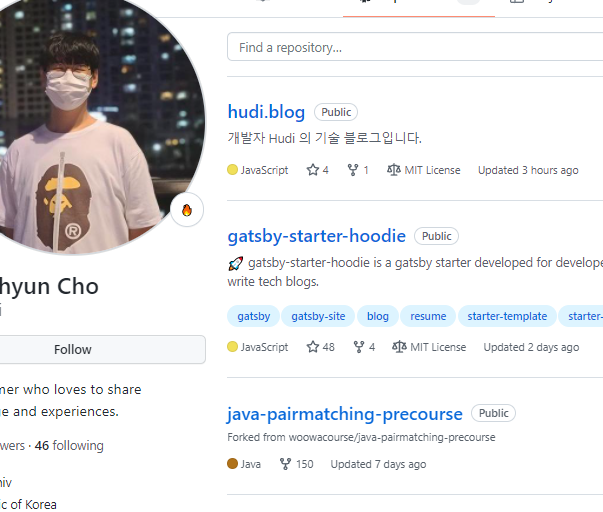 Find a repository...
hudi.blog Public
개발자 Hudi 의 기술 블로그입니다.
JavaScript 4 1 MIT License Updated 3 hours ago
gatsby-starter-hoodie Public
gatsby-starter-hoodie is a gatsby starter developed for develope
write tech blogs.
gatsby gatsby-site blog resume starter-template starter-
JavaScript 48 4 MIT License Updated 2 days ago
java-pairmatching-precourse Public
Forked from woowacourse/java-pairmatching-precourse
Java 150 Updated 7 days ago
hyun Cho
i
Follow
ner who loves to share
e and experiences.
wers · 46 following
iv
ic of Korea